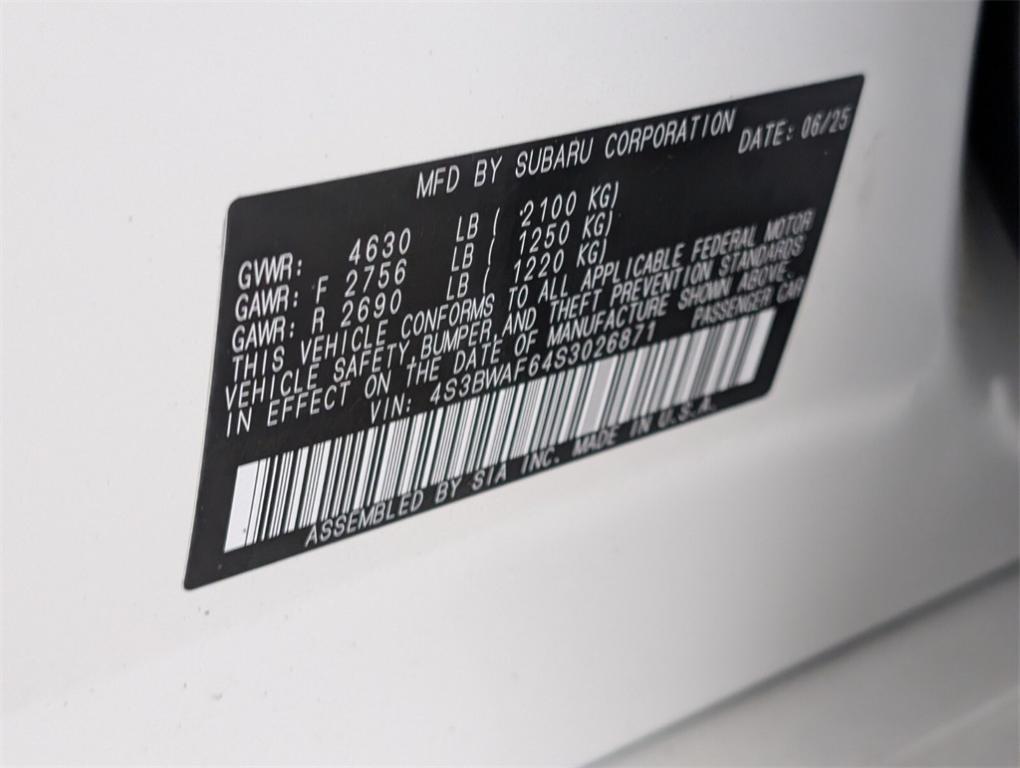 MFD BY SUBARU CORPORATION DATE: 06/25
GVWR: 4630 LB ( 2100 KG)
GAWR: F 2756 LB ( 1250 KG)
GAWR: R 2690 LB ( 1220 KG)
THIS VEHICLE CONFORMS TO ALL APPLICABLE FEDERAL MOTOR
VEHICLE SAFETY,BUMPER,AND THEFT PREVENTION STANDARDS
IN EFFECT ON THE DATE OF MANUFACTURE SHOWN ABOVE.
VIN: 4S3BWAF64S3026871 PASSENGER CAR
ASSEMBLED BY SIA INC. MADE IN U.S.A.